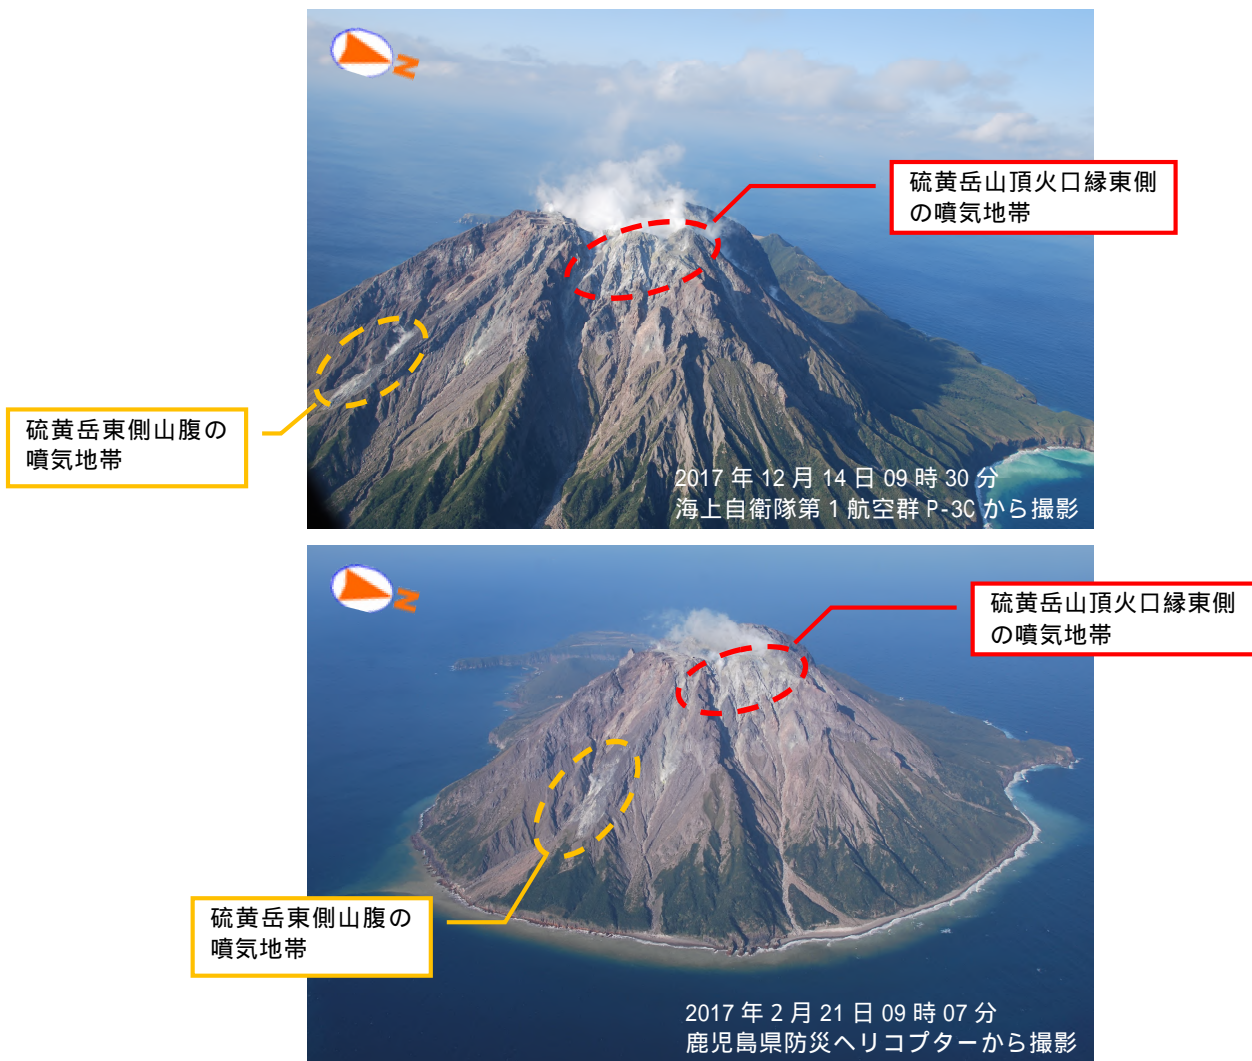 N
硫黄岳山頂火口縁東側
の噴気地帯
硫黄岳東側山腹の
噴気地帯
2017 年 12 月 14 日 09 時 30 分
海上自衛隊第 1 航空群 P-3C から撮影
N
硫黄岳山頂火口縁東側
の噴気地帯
硫黄岳東側山腹の
噴気地帯
2017 年 2 月 21 日 09 時 07 分
鹿児島県防災ヘリコプターから撮影